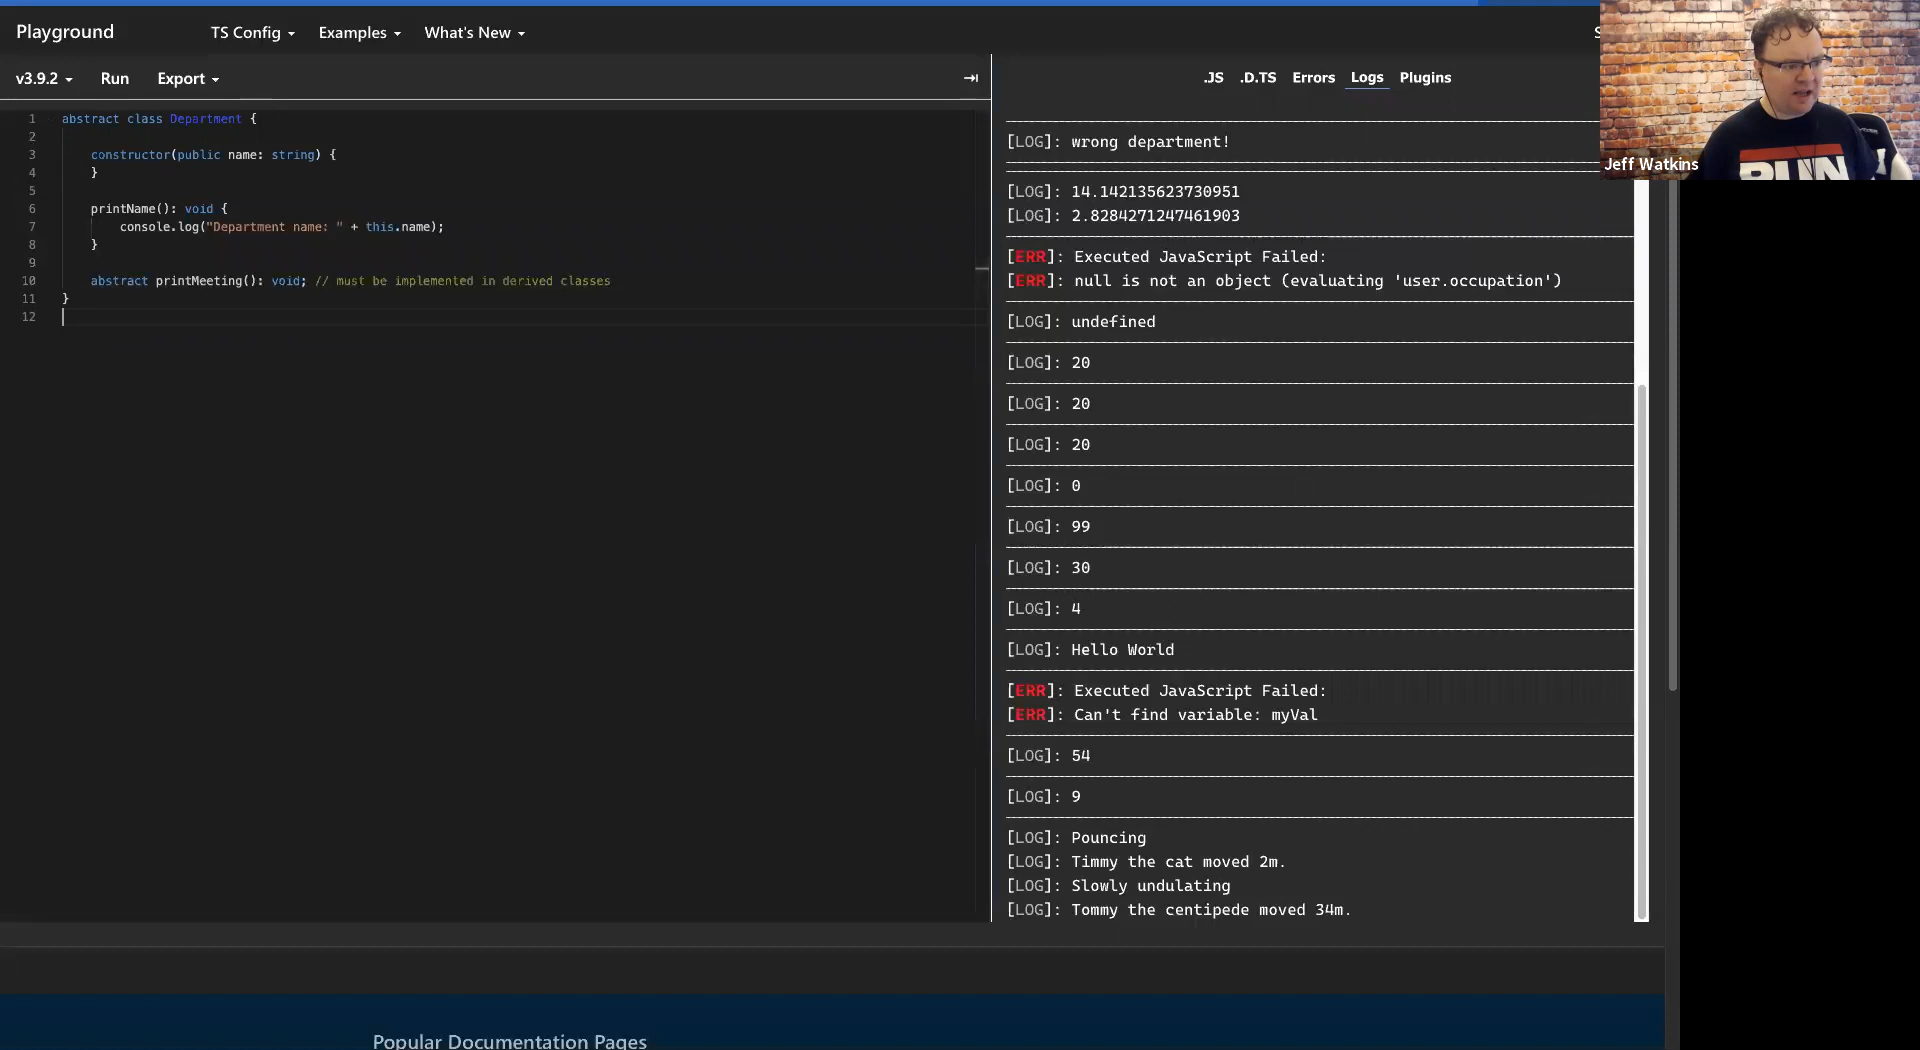 Playground
TS Config
Examples
What's New
S
v3.9.2
Run
Export
.JS
.D.TS
Errors
Logs
Plugins
1 abstract class Department {
2
3 constructor(public name: string) {
4 }
5
6 printName(): void {
7 console.log("Department name: " + this.name);
8 }
9
10 abstract printMeeting(): void; // must be implemented in derived classes
11 }
12
[LOG]: wrong department!
[LOG]: 14.142135623730951
[LOG]: 2.8284271247461903
[ERR]: Executed JavaScript Failed:
[ERR]: null is not an object (evaluating 'user.occupation')
[LOG]: undefined
[LOG]: 20
[LOG]: 20
[LOG]: 20
[LOG]: 0
[LOG]: 99
[LOG]: 30
[LOG]: 4
[LOG]: Hello World
[ERR]: Executed JavaScript Failed:
[ERR]: Can't find variable: myVal
[LOG]: 54
[LOG]: 9
[LOG]: Pouncing
[LOG]: Timmy the cat moved 2m.
[LOG]: Slowly undulating
[LOG]: Tommy the centipede moved 34m.
Jeff Watkins
RUN
Popular Documentation Pages